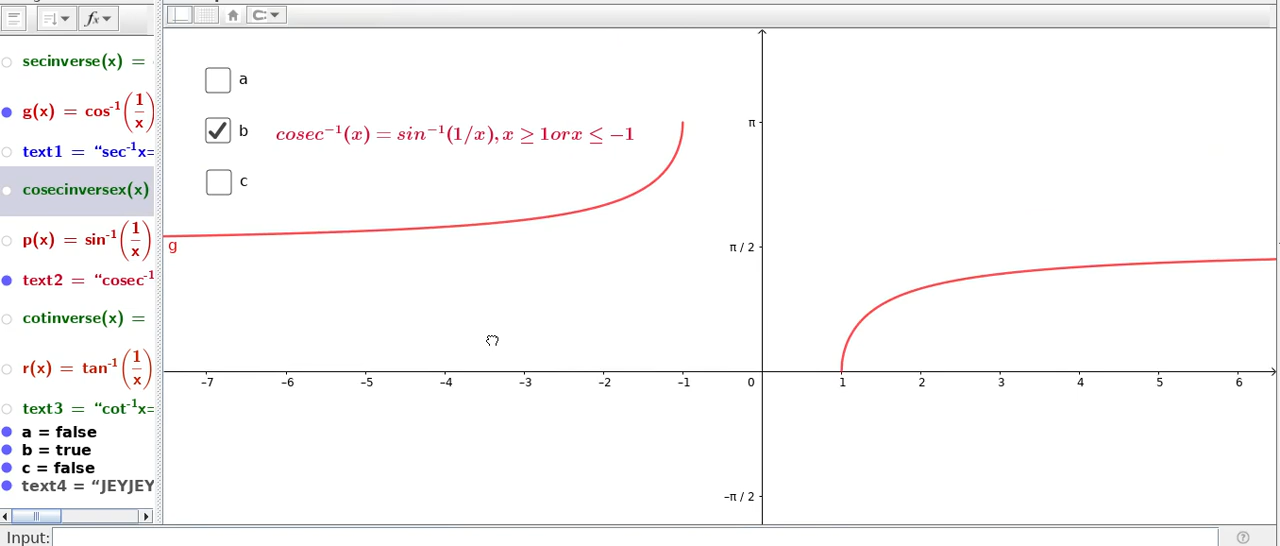 secinverse(x) =
g(x) = cos⁻¹(1/x)
text1 = “sec⁻¹x=
cosecinversex(x)
p(x) = sin⁻¹(1/x)
text2 = “cosec⁻¹
cotinverse(x) =
r(x) = tan⁻¹(1/x)
text3 = “cot⁻¹x=
a = false
b = true
c = false
text4 = “JEYJEY
a
b
cosec⁻¹(x) = sin⁻¹(1/x), x ≥ 1orx ≤ −1
c
g
π
π / 2
–7 –6 –5 –4 –3 –2 –1 0 1 2 3 4 5 6
–π / 2
Input: